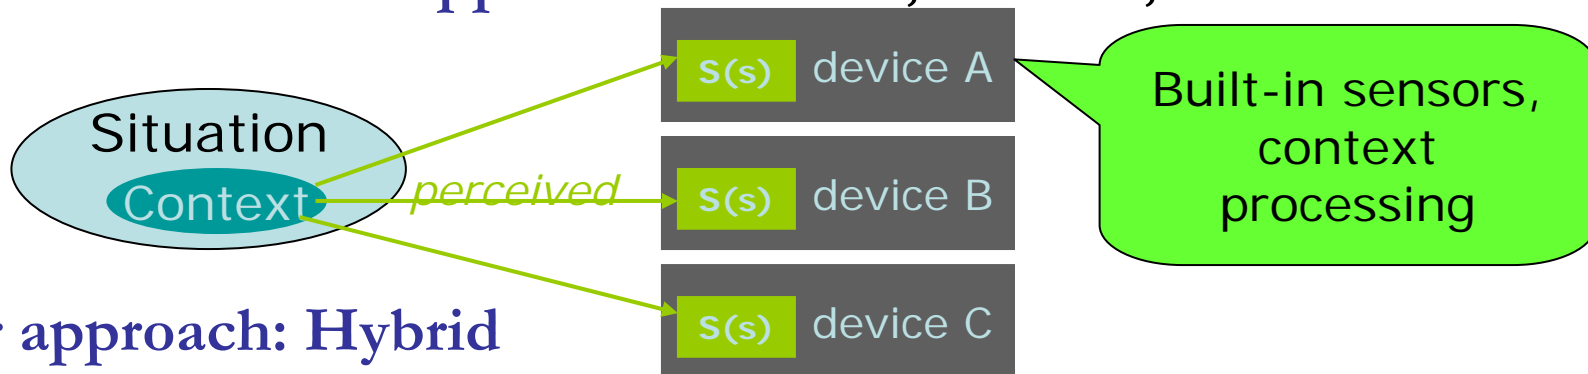 S(s) device A
Built-in sensors,
context
processing
Situation
Context
perceived
S(s) device B
S(s) device C
approach: Hybrid